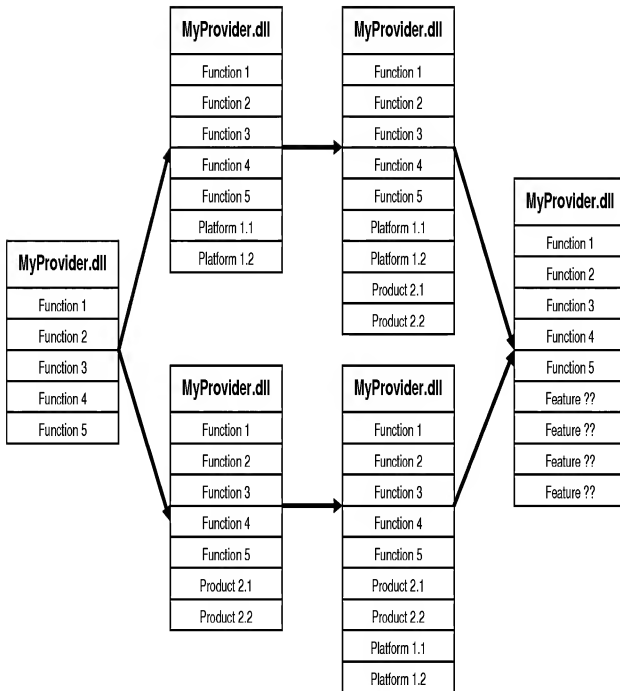 MyProvider.dll
Function 1
Function 2
Function 3
Function 4
Function 5
MyProvider.dll
Function 1
Function 2
Function 3
Function 4
Function 5
Platform 1.1
Platform 1.2
MyProvider.dll
Function 1
Function 2
Function 3
Function 4
Function 5
Platform 1.1
Platform 1.2
Product 2.1
Product 2.2
MyProvider.dll
Function 1
Function 2
Function 3
Function 4
Function 5
Product 2.1
Product 2.2
MyProvider.dll
Function 1
Function 2
Function 3
Function 4
Function 5
Product 2.1
Product 2.2
Platform 1.1
Platform 1.2
MyProvider.dll
Function 1
Function 2
Function 3
Function 4
Function 5
Feature ??
Feature ??
Feature ??
Feature ??